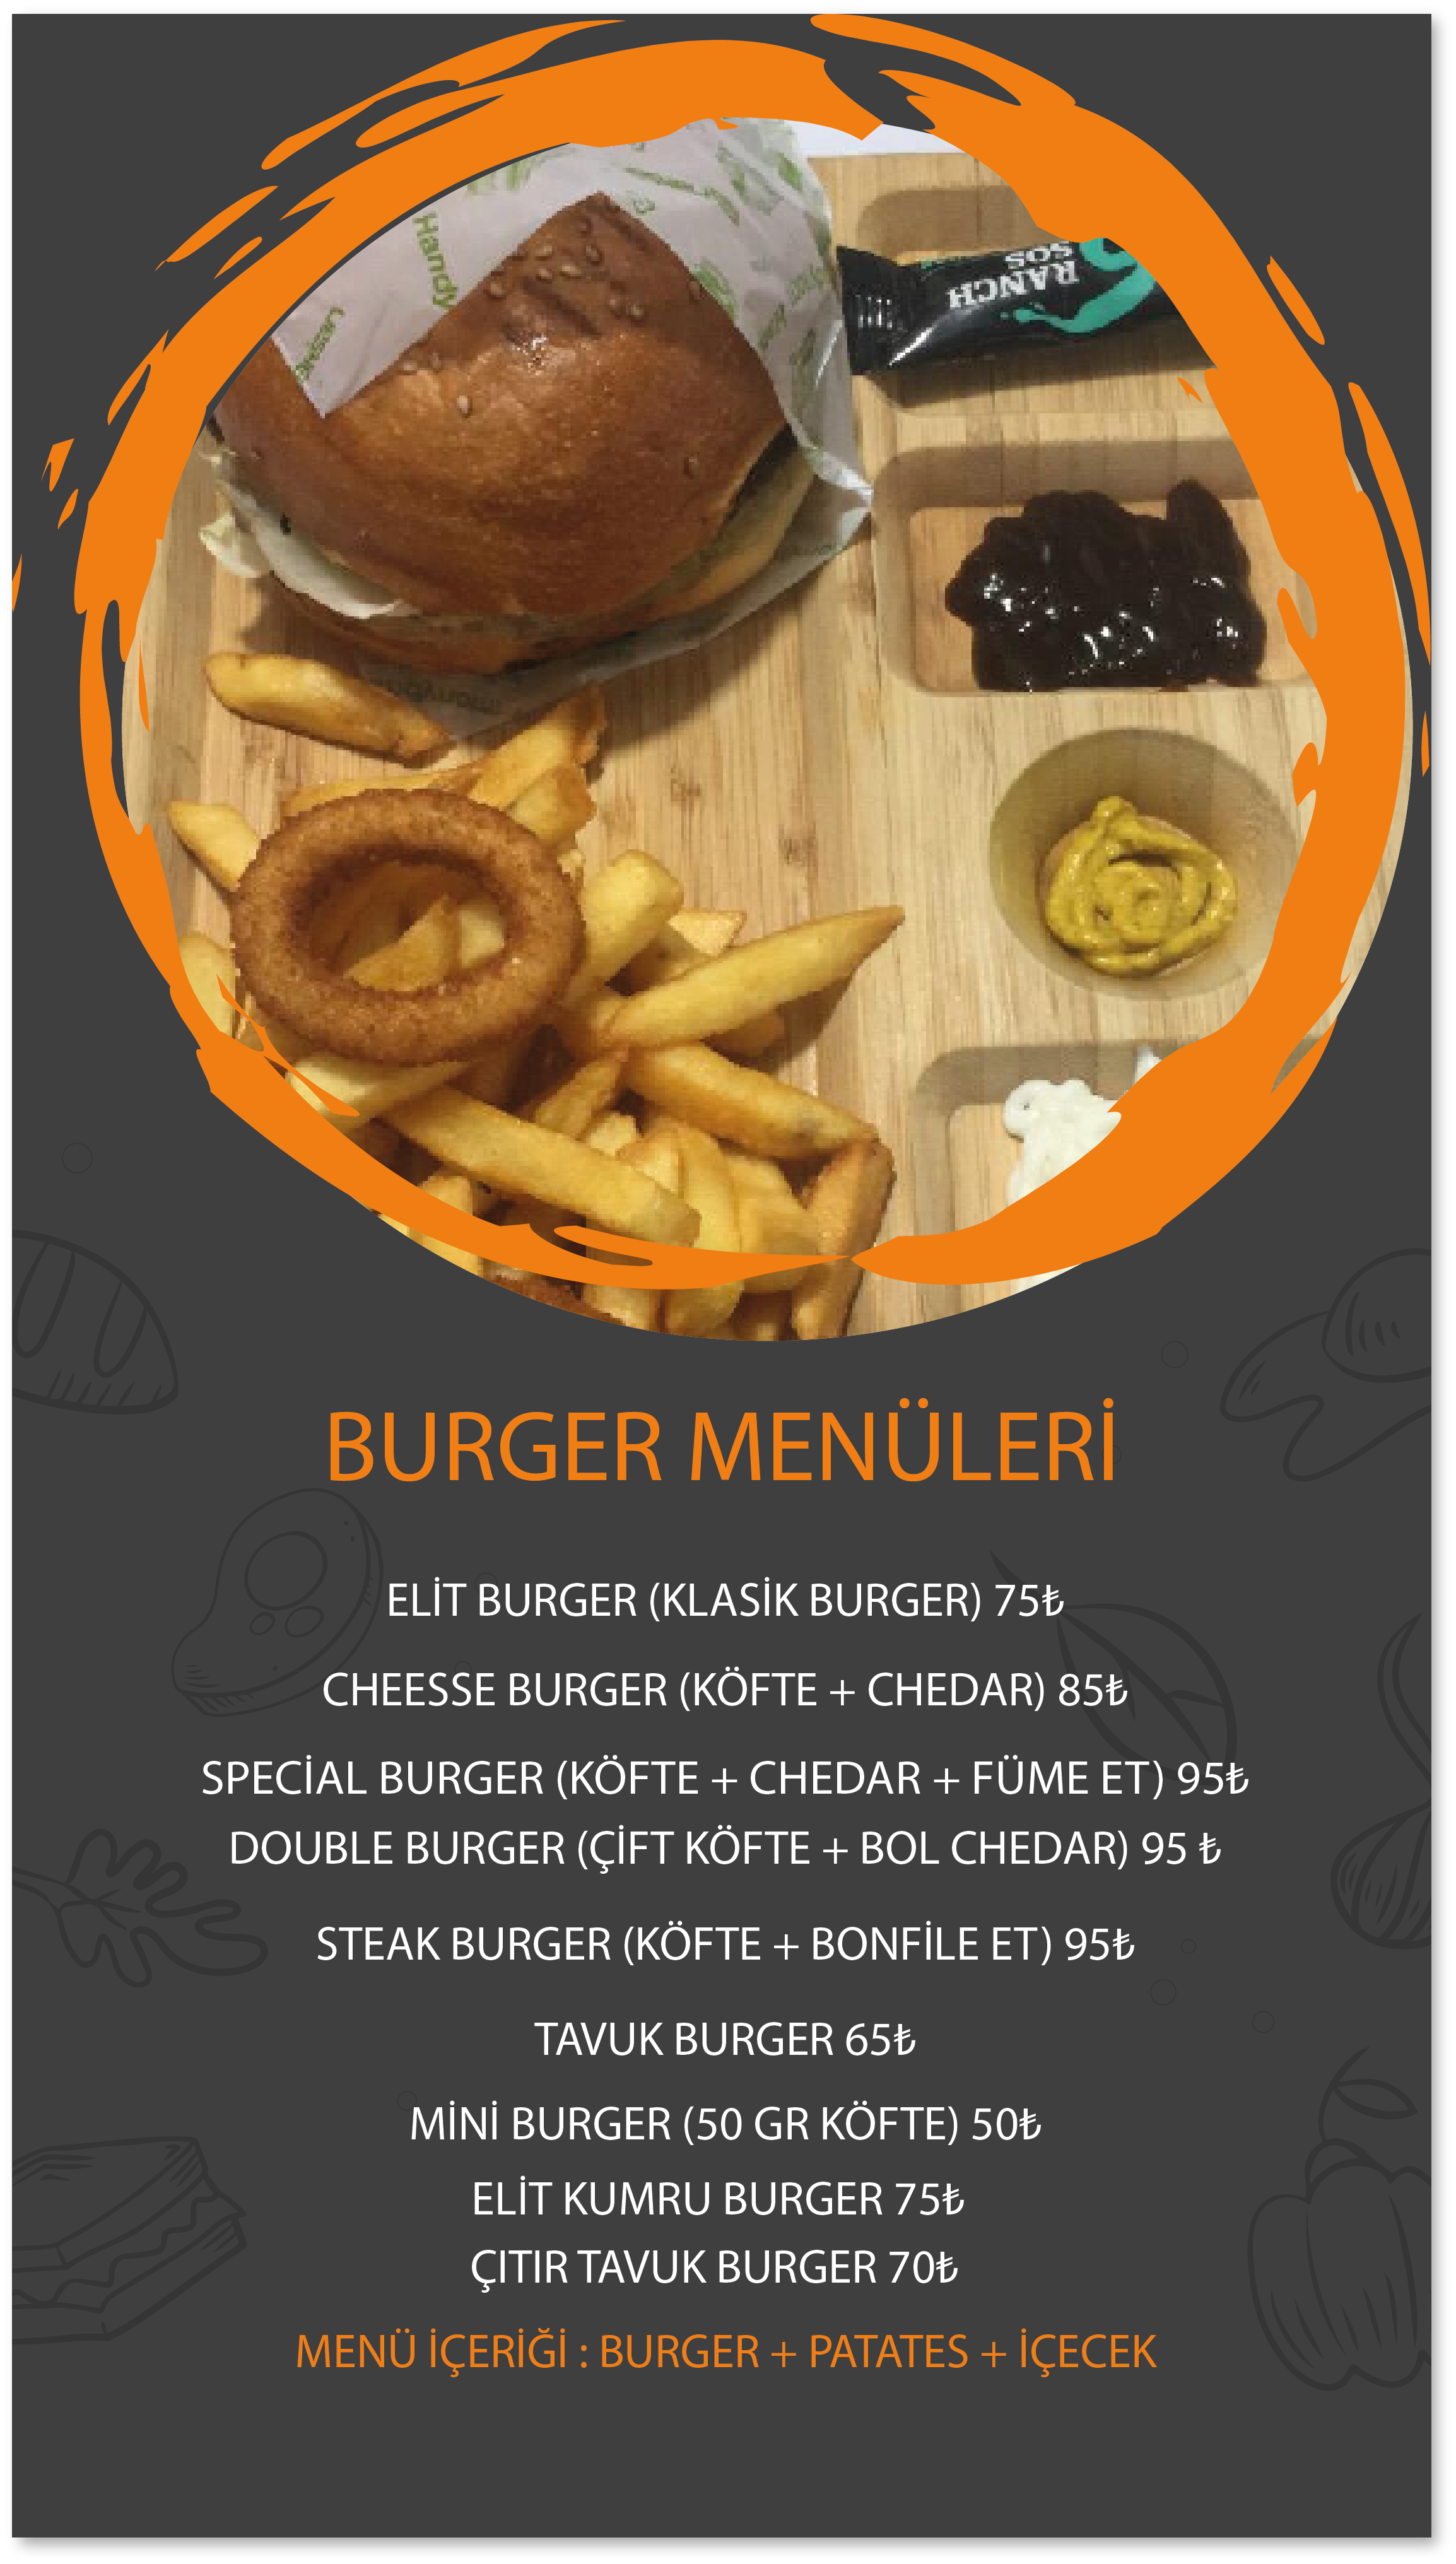 Handy
RANCH
SOS
BURGER MENÜLERİ
ELİT BURGER (KLASİK BURGER) 75₺
CHEESSE BURGER (KÖFTE + CHEDAR) 85₺
SPECİAL BURGER (KÖFTE + CHEDAR + FÜME ET) 95₺
DOUBLE BURGER (ÇİFT KÖFTE + BOL CHEDAR) 95 ₺
STEAK BURGER (KÖFTE + BONFİLE ET) 95₺
TAVUK BURGER 65₺
MİNİ BURGER (50 GR KÖFTE) 50₺
ELİT KUMRU BURGER 75₺
ÇITIR TAVUK BURGER 70₺
MENÜ İÇERİĞİ : BURGER + PATATES + İÇECEK